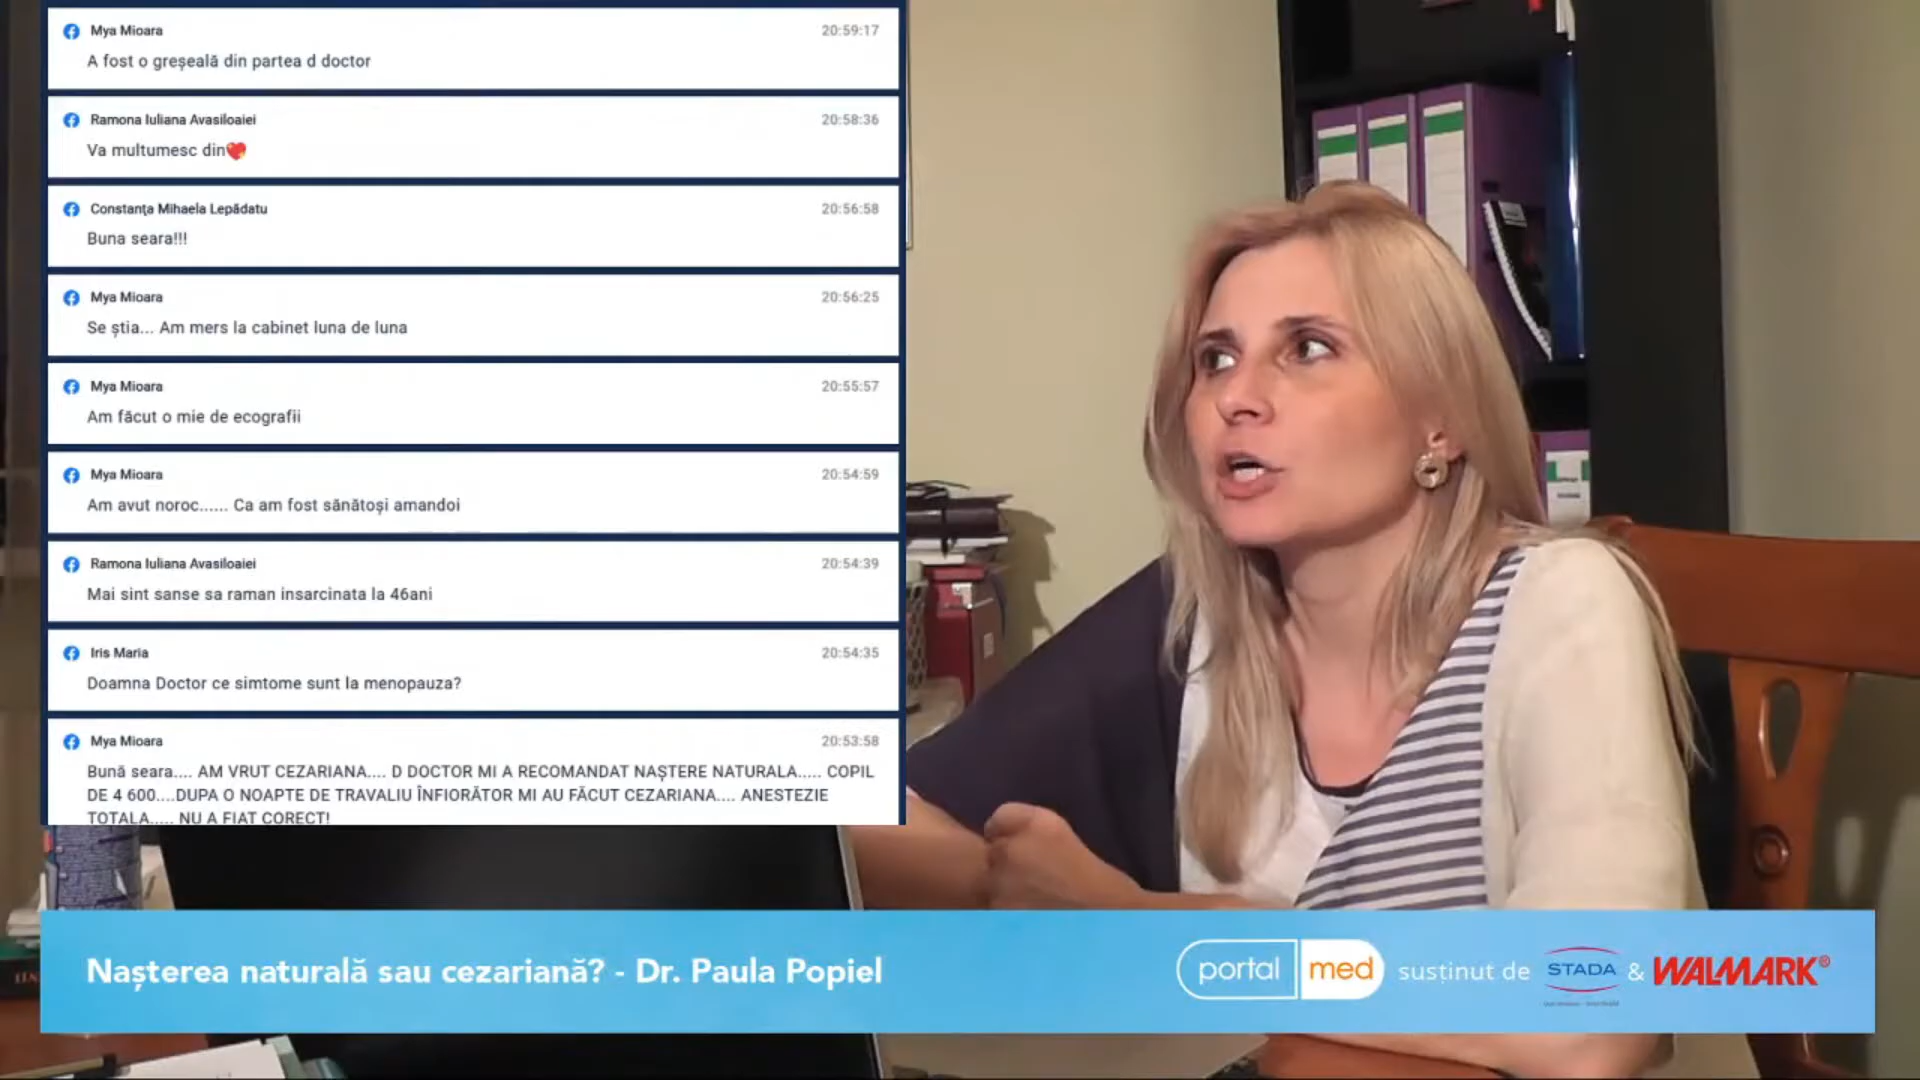 Mya Mioara
20:59:17
A fost o greșeală din partea d doctor
Ramona Iuliana Avasiloaiei
20:58:36
Va multumesc din💖
Constanța Mihaela Lepădatu
20:56:58
Buna seara!!!
Mya Mioara
20:56:25
Se știa... Am mers la cabinet luna de luna
Mya Mioara
20:55:57
Am făcut o mie de ecografii
Mya Mioara
20:54:59
Am avut noroc...... Ca am fost sănătoși amandoi
Ramona Iuliana Avasiloaiei
20:54:39
Mai sint sanse sa raman insarcinata la 46ani
Iris Maria
20:54:35
Doamna Doctor ce simtome sunt la menopauza?
Mya Mioara
20:53:58
Bună seara.... AM VRUT CEZARIANA.... D DOCTOR MI A RECOMANDAT NAȘTERE NATURALA..... COPIL
DE 4 600....DUPA O NOAPTE DE TRAVALIU ÎNFIORĂTOR MI AU FĂCUT CEZARIANA.... ANESTEZIE
TOTALA..... NU A FIAT CORECT!
Nașterea naturală sau cezariană? - Dr. Paula Popiel
portal med susținut de STADA & WALMARK®